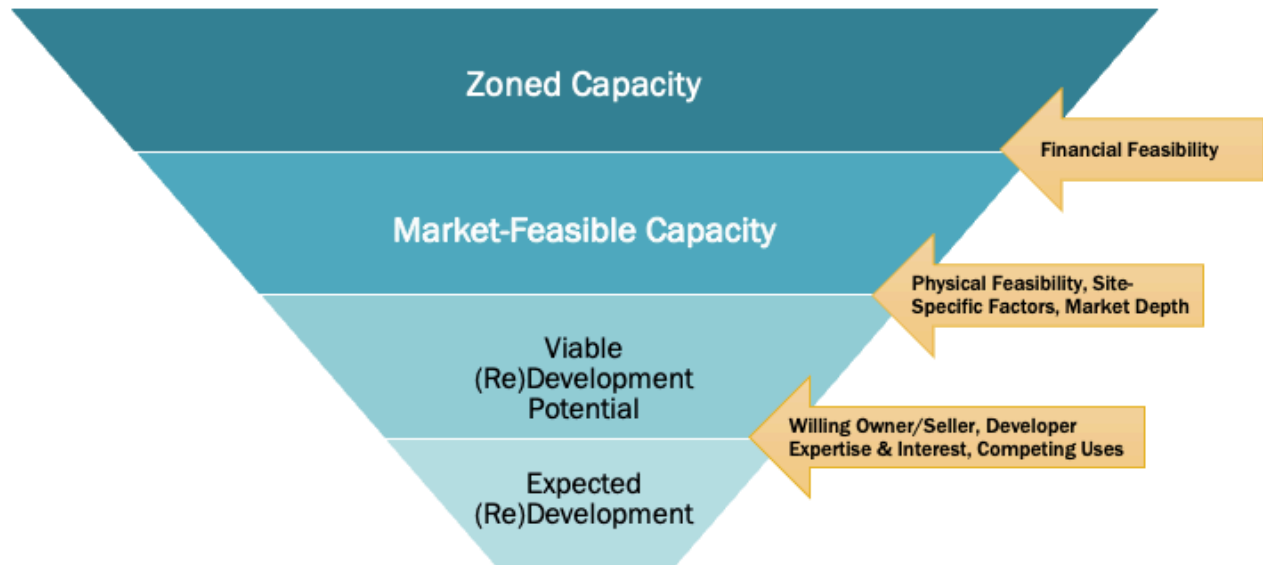 Zoned Capacity
Financial Feasibility
Market-Feasible Capacity
Physical Feasibility, Site-
Specific Factors, Market Depth
Viable
(Re)Development
Potential
Willing Owner/Seller, Developer
Expertise & Interest, Competing Uses
Expected
(Re)Development